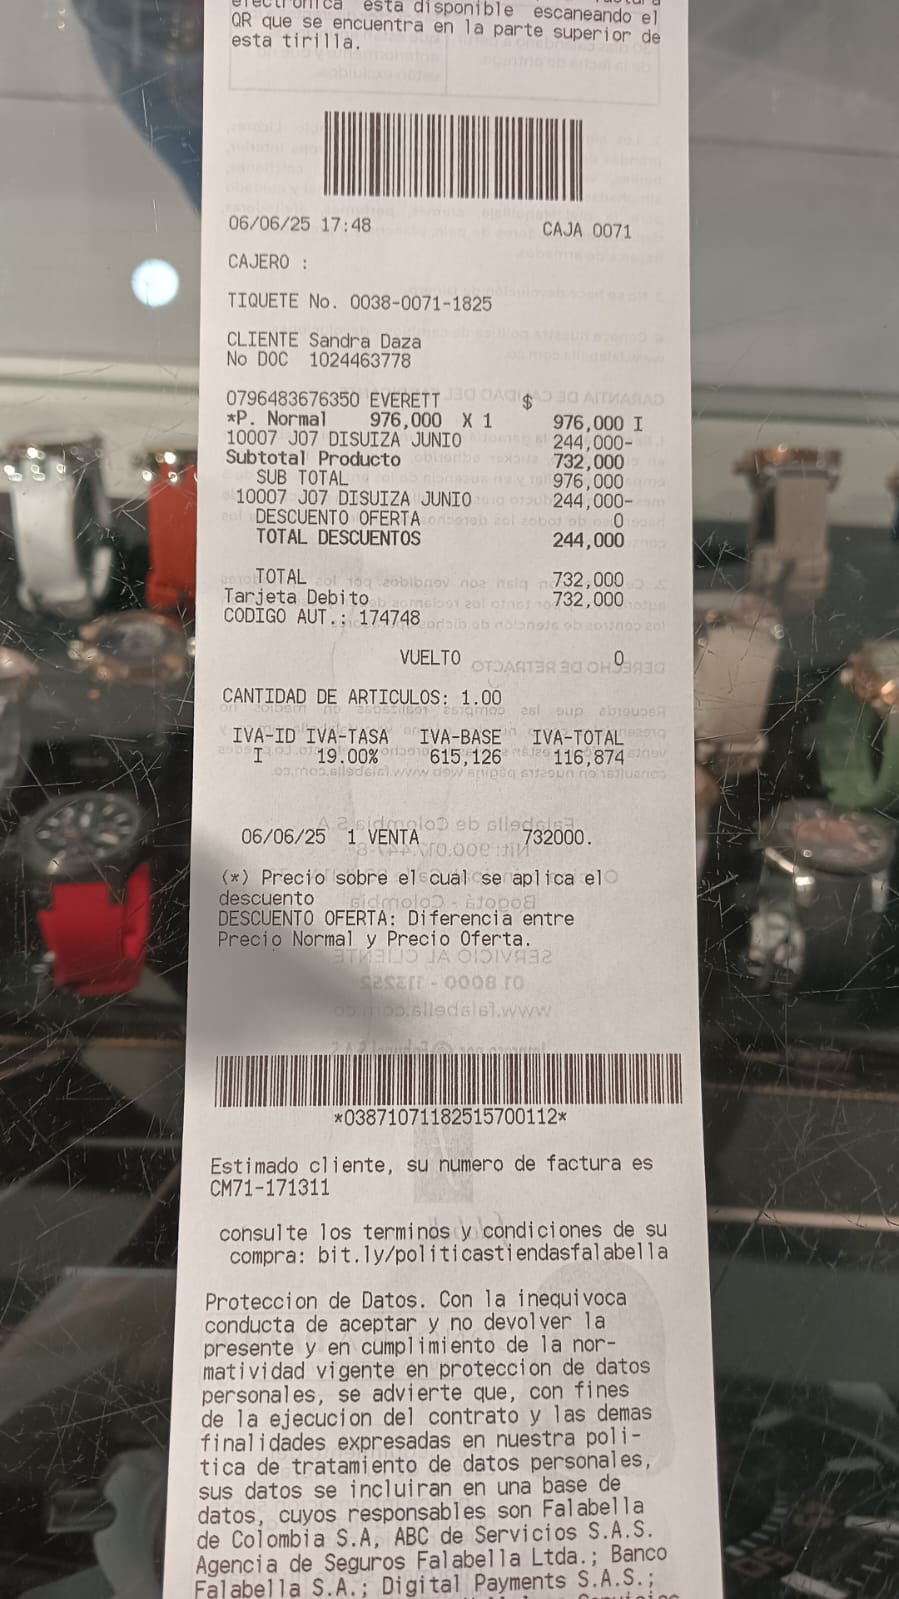 electronica esta disponible escaneando el
QR que se encuentra en la parte superior de
esta tirilla.
06/06/25 17:48 CAJA 0071
CAJERO :
TIQUETE No. 0038-0071-1825
CLIENTE Sandra Daza
No DOC 1024463778
0796483676350 EVERETT $
*P. Normal 976,000 X 1 976,000 I
10007 J07 DISUIZA JUNIO 244,000-
Subtotal Producto 732,000
SUB TOTAL 976,000
10007 J07 DISUIZA JUNIO 244,000-
DESCUENTO OFERTA 0
TOTAL DESCUENTOS 244,000
TOTAL 732,000
Tarjeta Debito 732,000
CODIGO AUT.: 174748
VUELTO 0
CANTIDAD DE ARTICULOS: 1.00
IVA-ID IVA-TASA IVA-BASE IVA-TOTAL
I 19.00% 615,126 116,874
06/06/25 1 VENTA 732000.
(*) Precio sobre el cual se aplica el
descuento
DESCUENTO OFERTA: Diferencia entre
Precio Normal y Precio Oferta.
*03871071182515700112*
Estimado cliente, su numero de factura es
CM71-171311
consulte los terminos y condiciones de su
compra: bit.ly/politicastiendasfalabella
Proteccion de Datos. Con la inequivoca
conducta de aceptar y no devolver la
presente y en cumplimiento de la nor-
matividad vigente en proteccion de datos
personales, se advierte que, con fines
de la ejecucion del contrato y las demas
finalidades expresadas en nuestra poli-
tica de tratamiento de datos personales,
sus datos se incluiran en una base de
datos, cuyos responsables son Falabella
de Colombia S.A, ABC de Servicios S.A.S.
Agencia de Seguros Falabella Ltda.; Banco
Falabella S.A.; Digital Payments S.A.S.;